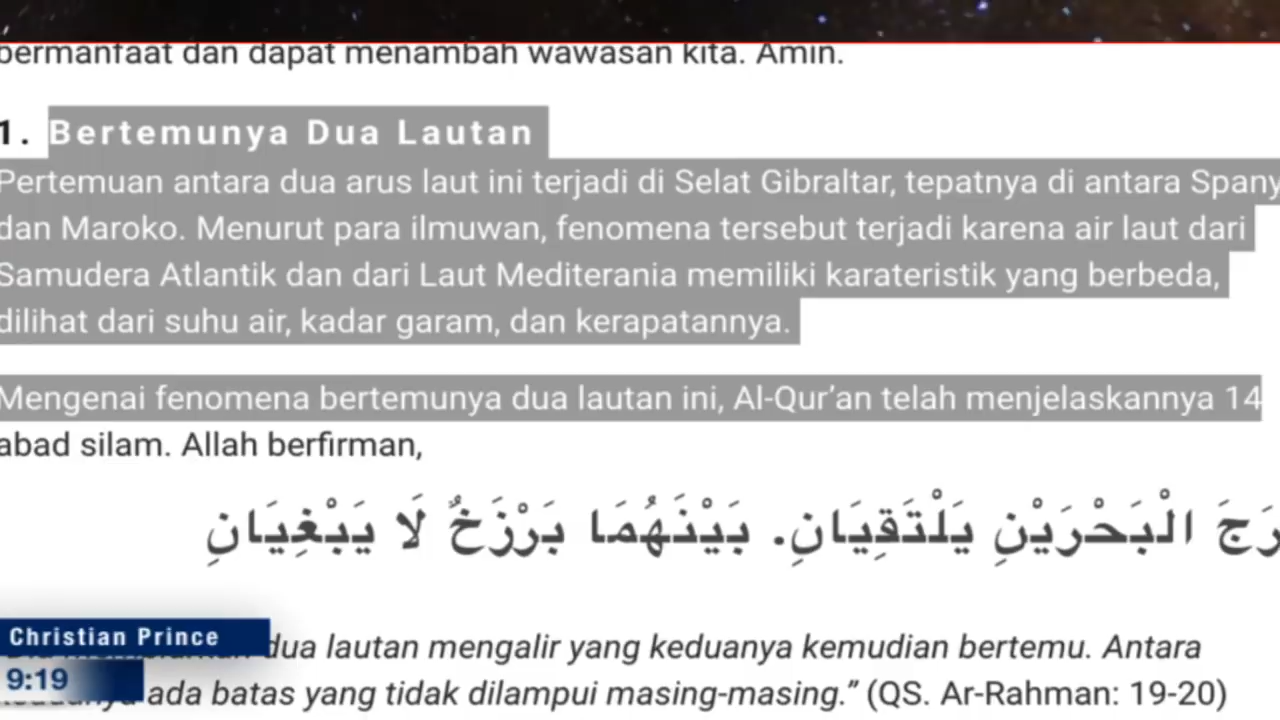 bermanfaat dan dapat menambah wawasan kita. Amin.
1. Bertemunya Dua Lautan
Pertemuan antara dua arus laut ini terjadi di Selat Gibraltar, tepatnya di antara Spany
dan Maroko. Menurut para ilmuwan, fenomena tersebut terjadi karena air laut dari
Samudera Atlantik dan dari Laut Mediterania memiliki karateristik yang berbeda,
dilihat dari suhu air, kadar garam, dan kerapatannya.
Mengenai fenomena bertemunya dua lautan ini, Al-Qur’an telah menjelaskannya 14
abad silam. Allah berfirman,
رَجَ الْبَحْرَيْنِ يَلْتَقِيَانِ. بَيْنَهُمَا بَرْزَخٌ لَا يَبْغِيَانِ
dua lautan mengalir yang keduanya kemudian bertemu. Antara
ada batas yang tidak dilampui masing-masing.” (QS. Ar-Rahman: 19-20)
Christian Prince
9:19